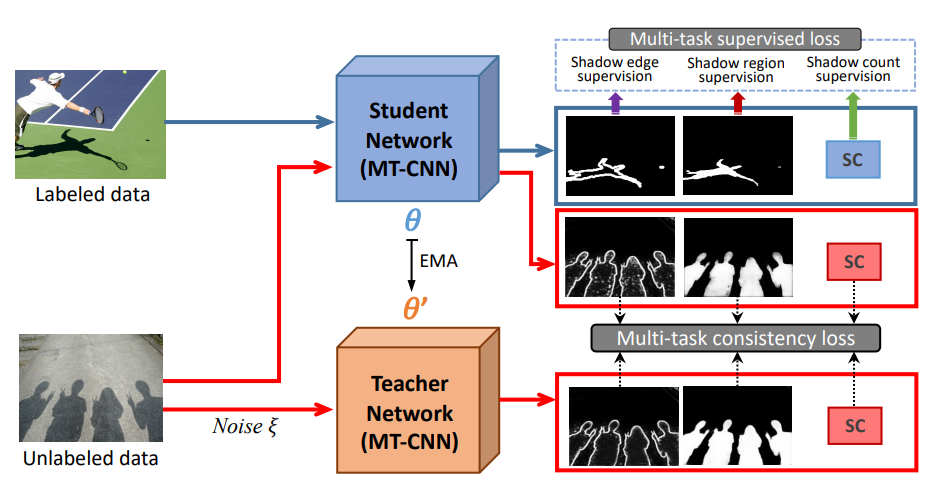 Multi-task supervised loss
Shadow edge
supervision
Shadow region
supervision
Shadow count
supervision
Labeled data
Student
Network
(MT-CNN)
SC
θ
EMA
θ’
SC
Multi-task consistency loss
Unlabeled data
Noise ξ
Teacher
Network
(MT-CNN)
SC